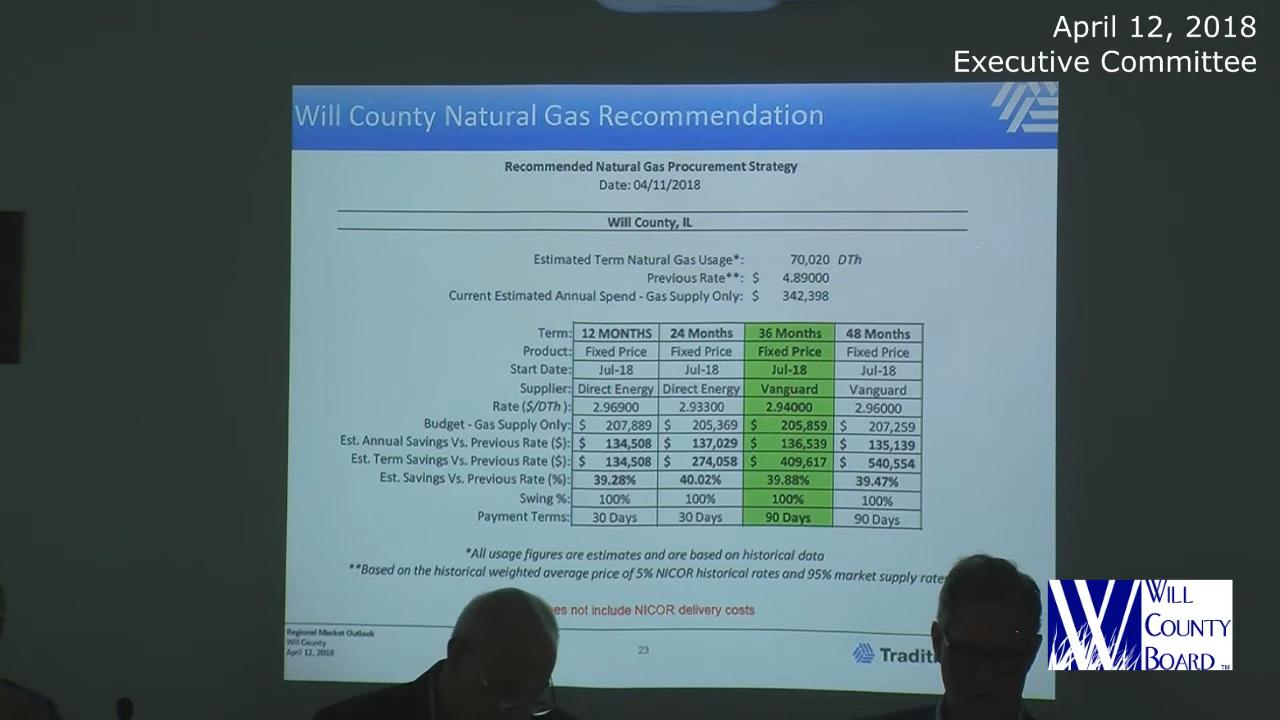 April 12, 2018
Executive Committee
Will County Natural Gas Recommendation
Recommended Natural Gas Procurement Strategy
Date: 04/11/2018
Will County, IL
Estimated Term Natural Gas Usage*: 70,020 DTh
Previous Rate**: $ 4.89000
Current Estimated Annual Spend - Gas Supply Only: $ 342,398
Term: 12 MONTHS 24 Months 36 Months 48 Months
Product: Fixed Price Fixed Price Fixed Price Fixed Price
Start Date: Jul-18 Jul-18 Jul-18 Jul-18
Supplier: Direct Energy Direct Energy Vanguard Vanguard
Rate ($/DTh): 2.96900 2.93300 2.94000 2.96000
Budget - Gas Supply Only: $ 207,889 $ 205,369 $ 205,859 $ 207,259
Est. Annual Savings Vs. Previous Rate ($): $ 134,508 $ 137,029 $ 136,539 $ 135,139
Est. Term Savings Vs. Previous Rate ($): $ 134,508 $ 274,058 $ 409,617 $ 540,554
Est. Savings Vs. Previous Rate (%): 39.28% 40.02% 39.88% 39.47%
Swing %: 100% 100% 100% 100%
Payment Terms: 30 Days 30 Days 90 Days 90 Days
*All usage figures are estimates and are based on historical data
**Based on the historical weighted average price of 5% NICOR historical rates and 95% market supply rate
es not include NICOR delivery costs
Regional Market Outlook
Will County
April 12, 2018
23
Traditi
WILL
COUNTY
BOARD TM